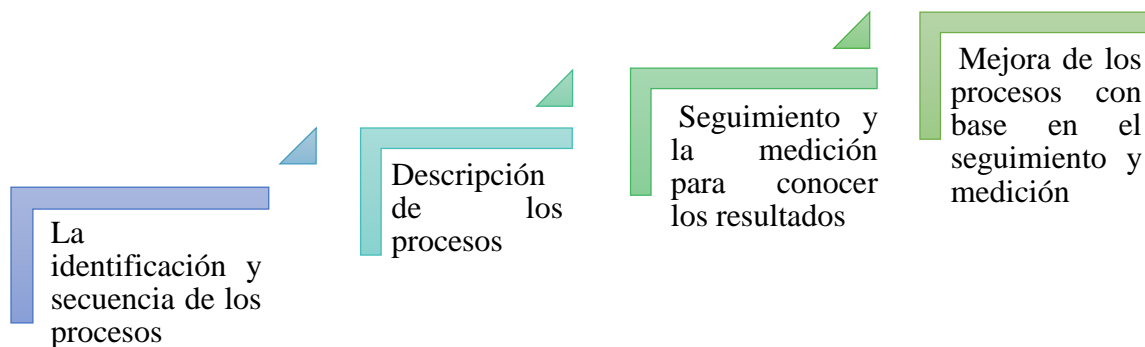 La
identificación y
secuencia de los
procesos
Descripción
de los
procesos
Seguimiento y
la medición
para conocer
los resultados
Mejora de los
procesos con
base en el
seguimiento y
medición